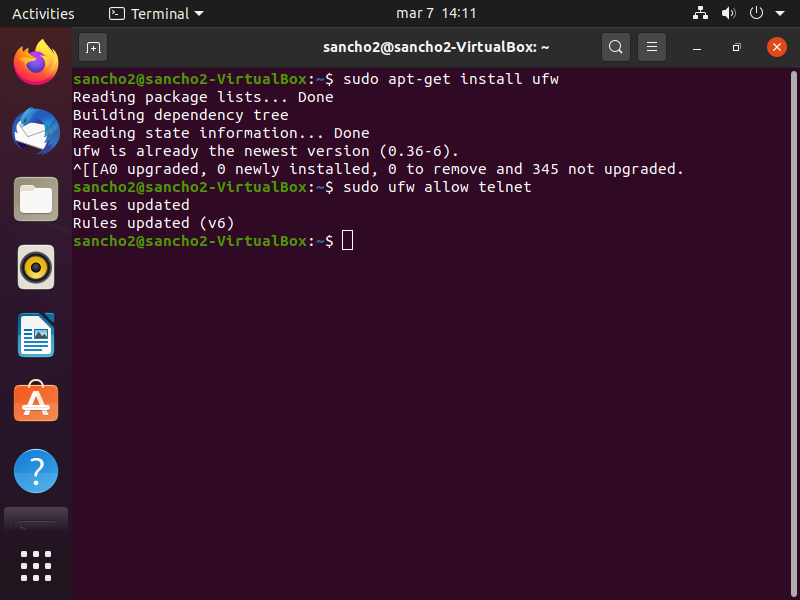 Activities Terminal mar 7 14:11
sancho2@sancho2-VirtualBox: ~
sancho2@sancho2-VirtualBox:~$ sudo apt-get install ufw
Reading package lists... Done
Building dependency tree
Reading state information... Done
ufw is already the newest version (0.36-6).
^[[A0 upgraded, 0 newly installed, 0 to remove and 345 not upgraded.
sancho2@sancho2-VirtualBox:~$ sudo ufw allow telnet
Rules updated
Rules updated (v6)
sancho2@sancho2-VirtualBox:~$